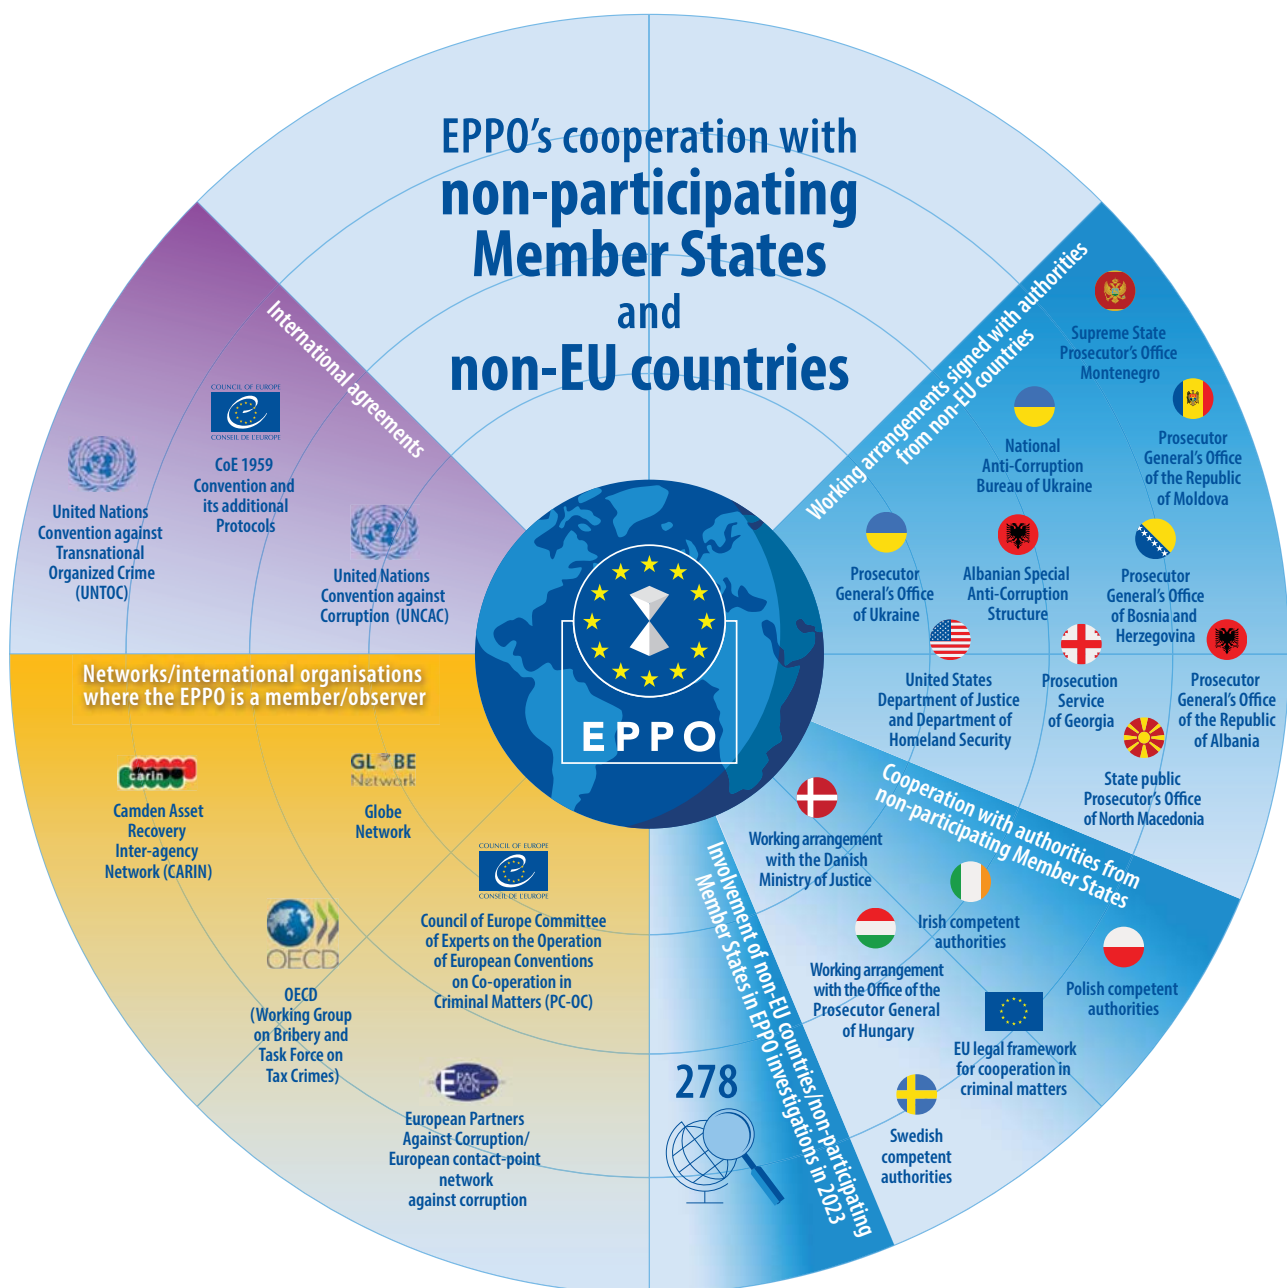 EPPO's cooperation with
non-participating
Member States
and
non-EU countries
International agreements
COUNCIL OF EUROPE
CONSEIL DE L'EUROPE
CoE 1959
Convention and
its additional
Protocols
United Nations
Convention against
Transnational
Organized Crime
(UNTOC)
United Nations
Convention against
Corruption (UNCAC)
Working arrangements signed with authorities
from non-EU countries
Supreme State
Prosecutor's Office
Montenegro
National
Anti-Corruption
Bureau of Ukraine
Prosecutor
General's Office
of the Republic
of Moldova
Prosecutor
General's Office
of Ukraine
Albanian Special
Anti-Corruption
Structure
Prosecutor
General's Office
of Bosnia and
Herzegovina
United States
Department of Justice
and Department of
Homeland Security
Prosecution
Service
of Georgia
Prosecutor
General's Office
of the Republic
of Albania
State public
Prosecutor's Office
of North Macedonia
EPPO
Networks/international organisations
where the EPPO is a member/observer
carin
Camden Asset
Recovery
Inter-agency
Network (CARIN)
GLOBE
Network
Globe
Network
COUNCIL OF EUROPE
CONSEIL DE L'EUROPE
Council of Europe Committee
of Experts on the Operation
of European Conventions
on Co-operation in
Criminal Matters (PC-OC)
OECD
OECD
(Working Group
on Bribery and
Task Force on
Tax Crimes)
EPAC
EACN
European Partners
Against Corruption/
European contact-point
network
against corruption
Involvement of non-EU countries/non-participating
Member States in EPPO investigations in 2023
278
Cooperation with authorities from
non-participating Member States
Working arrangement
with the Danish
Ministry of Justice
Irish competent
authorities
Working arrangement
with the Office of the
Prosecutor General
of Hungary
Polish competent
authorities
EU legal framework
for cooperation in
criminal matters
Swedish
competent
authorities